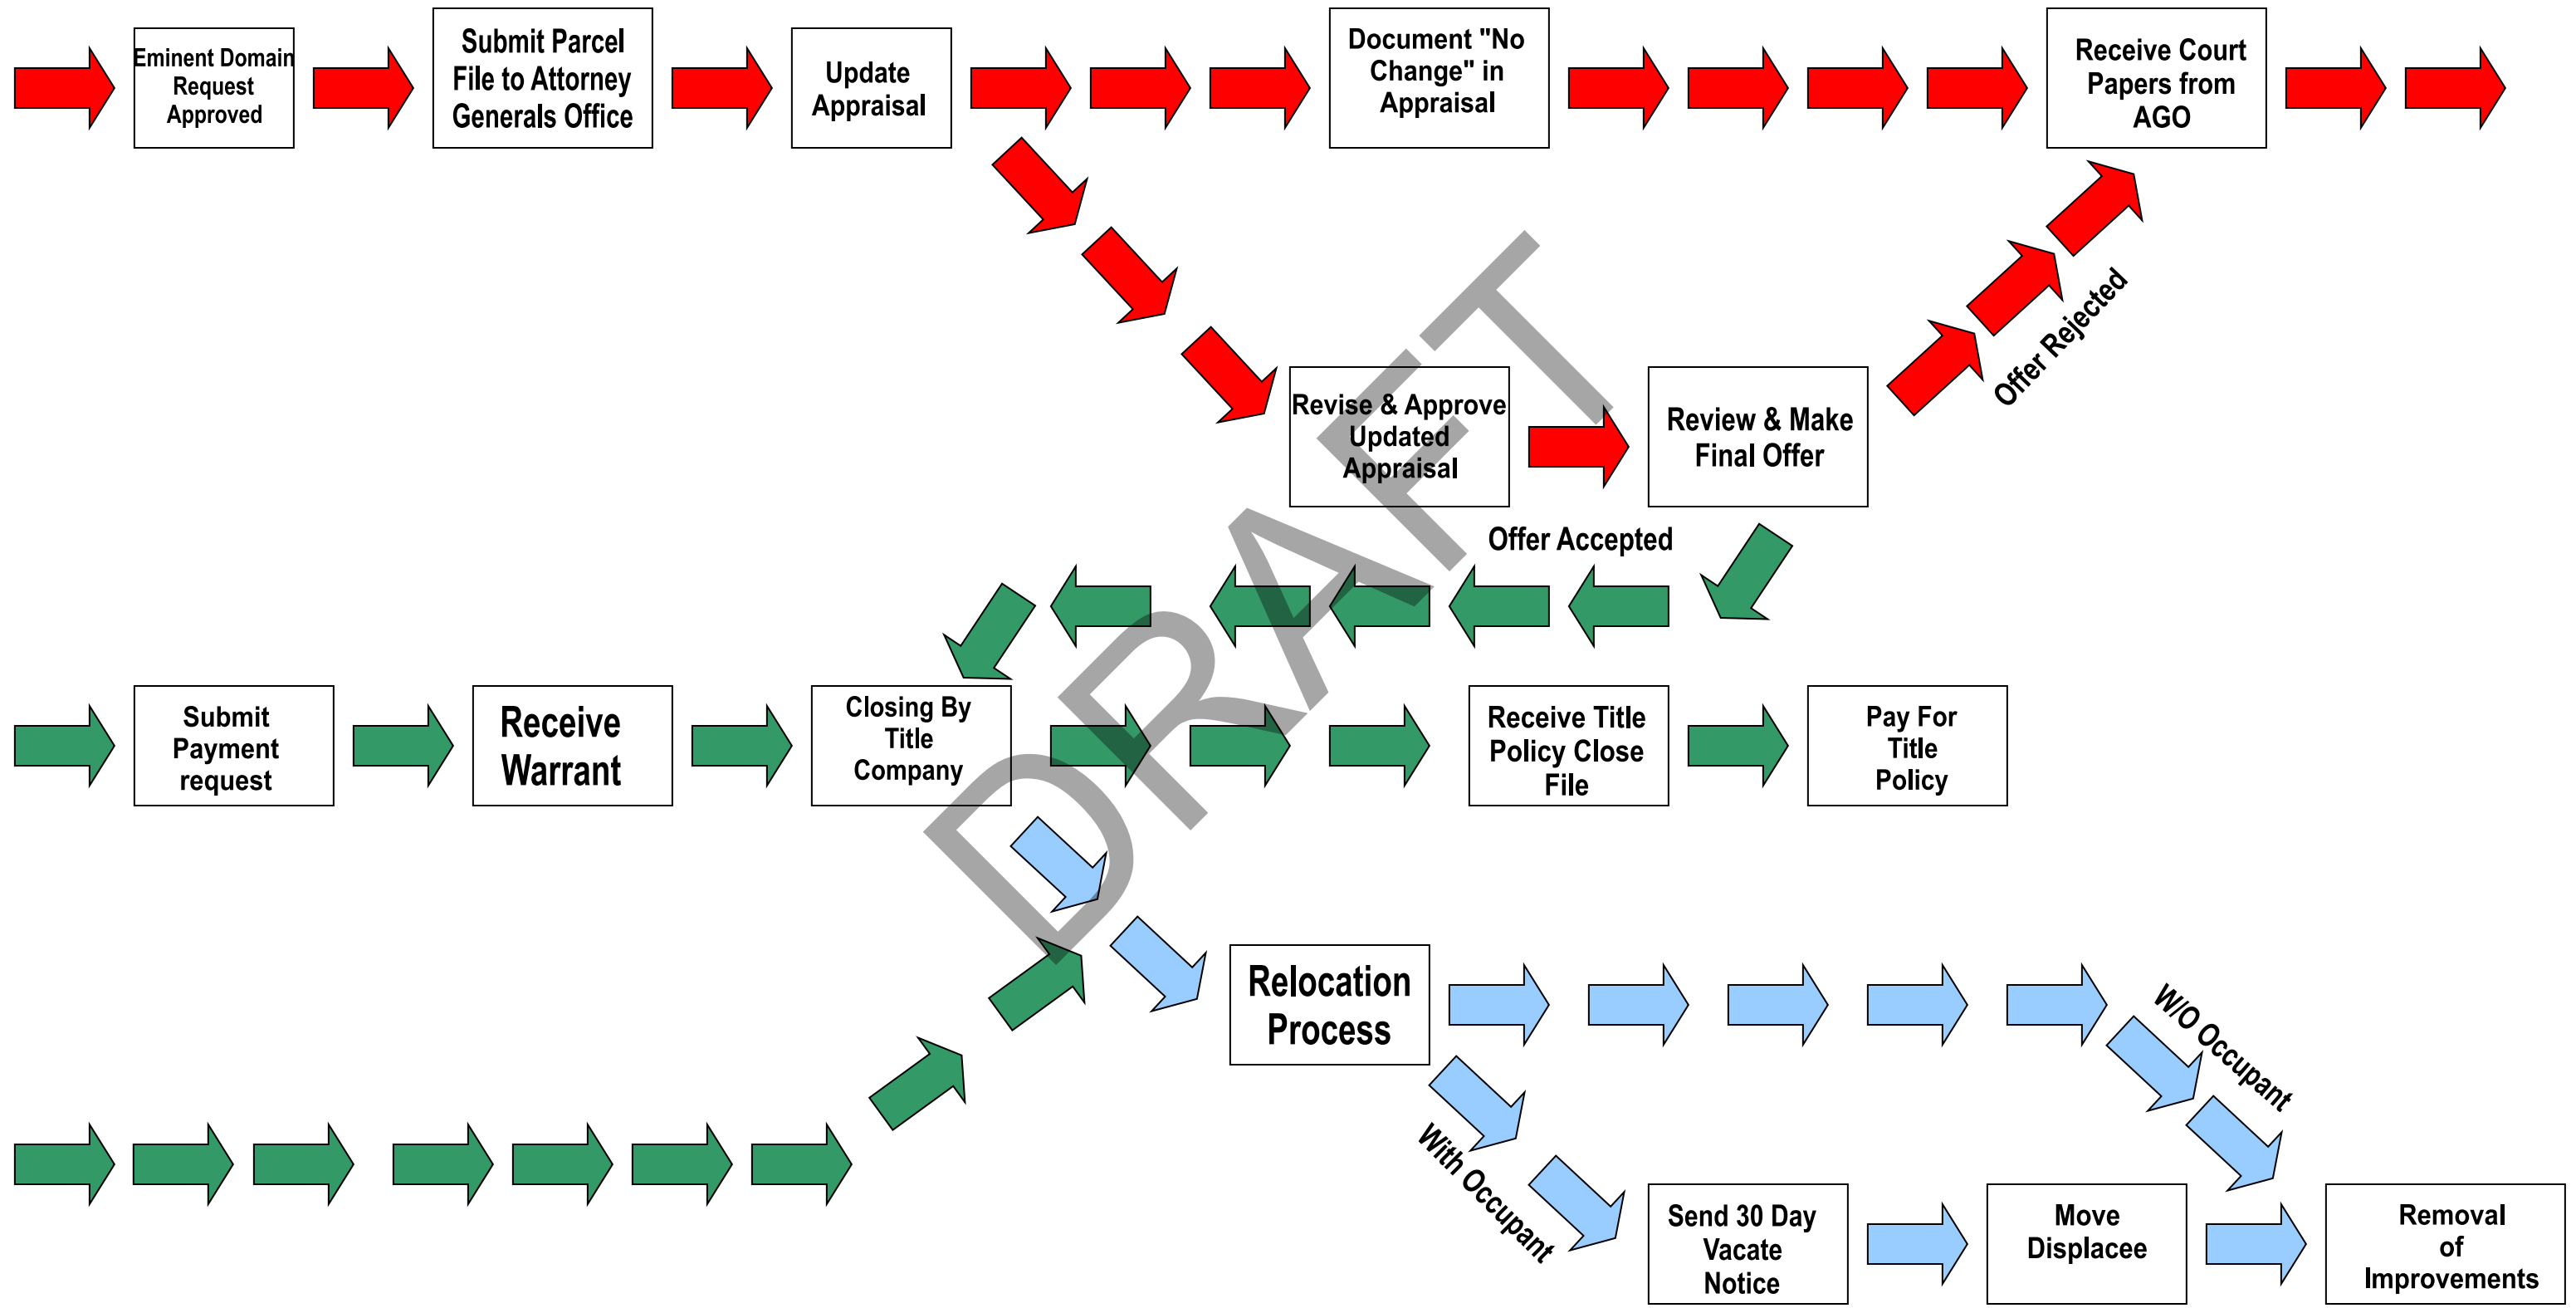 Eminent Domain
Request
Approved
Submit Parcel
File to Attorney
Generals Office
Update
Appraisal
Document "No
Change" in
Appraisal
Receive Court
Papers from
AGO
Offer Rejected
Revise & Approve
Updated
Appraisal
Review & Make
Final Offer
Offer Accepted
DRAFT
Submit
Payment
request
Receive
Warrant
Closing By
Title
Company
Receive Title
Policy Close
File
Pay For
Title
Policy
Relocation
Process
W/O Occupant
With Occupant
Send 30 Day
Vacate
Notice
Move
Displacee
Removal
of
Improvements